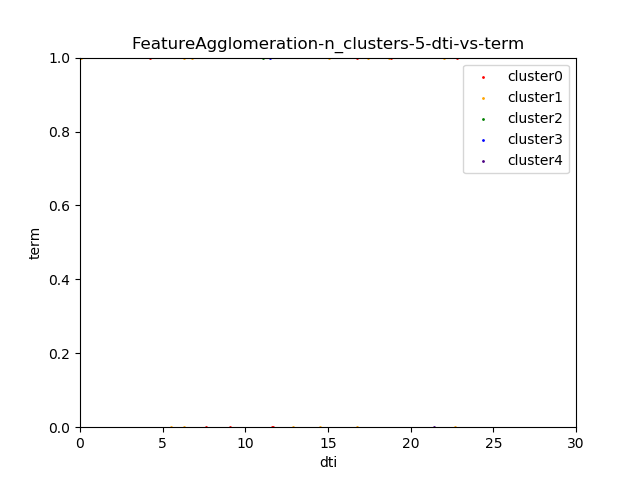 FeatureAgglomeration-n_clusters-5-dti-vs-term
1.0
0.8
0.6
0.4
0.2
0.0
term
cluster0
cluster1
cluster2
cluster3
cluster4
0 5 10 15 20 25 30
dti